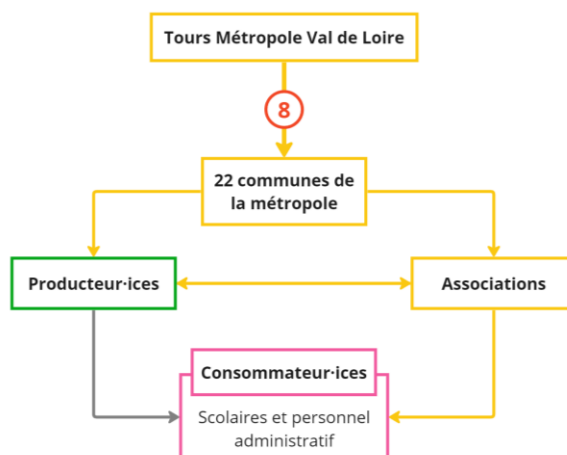 Tours Métropole Val de Loire
8
22 communes de
la métropole
Producteur·ices
Associations
Consommateur·ices
Scolaires et personnel
administratif